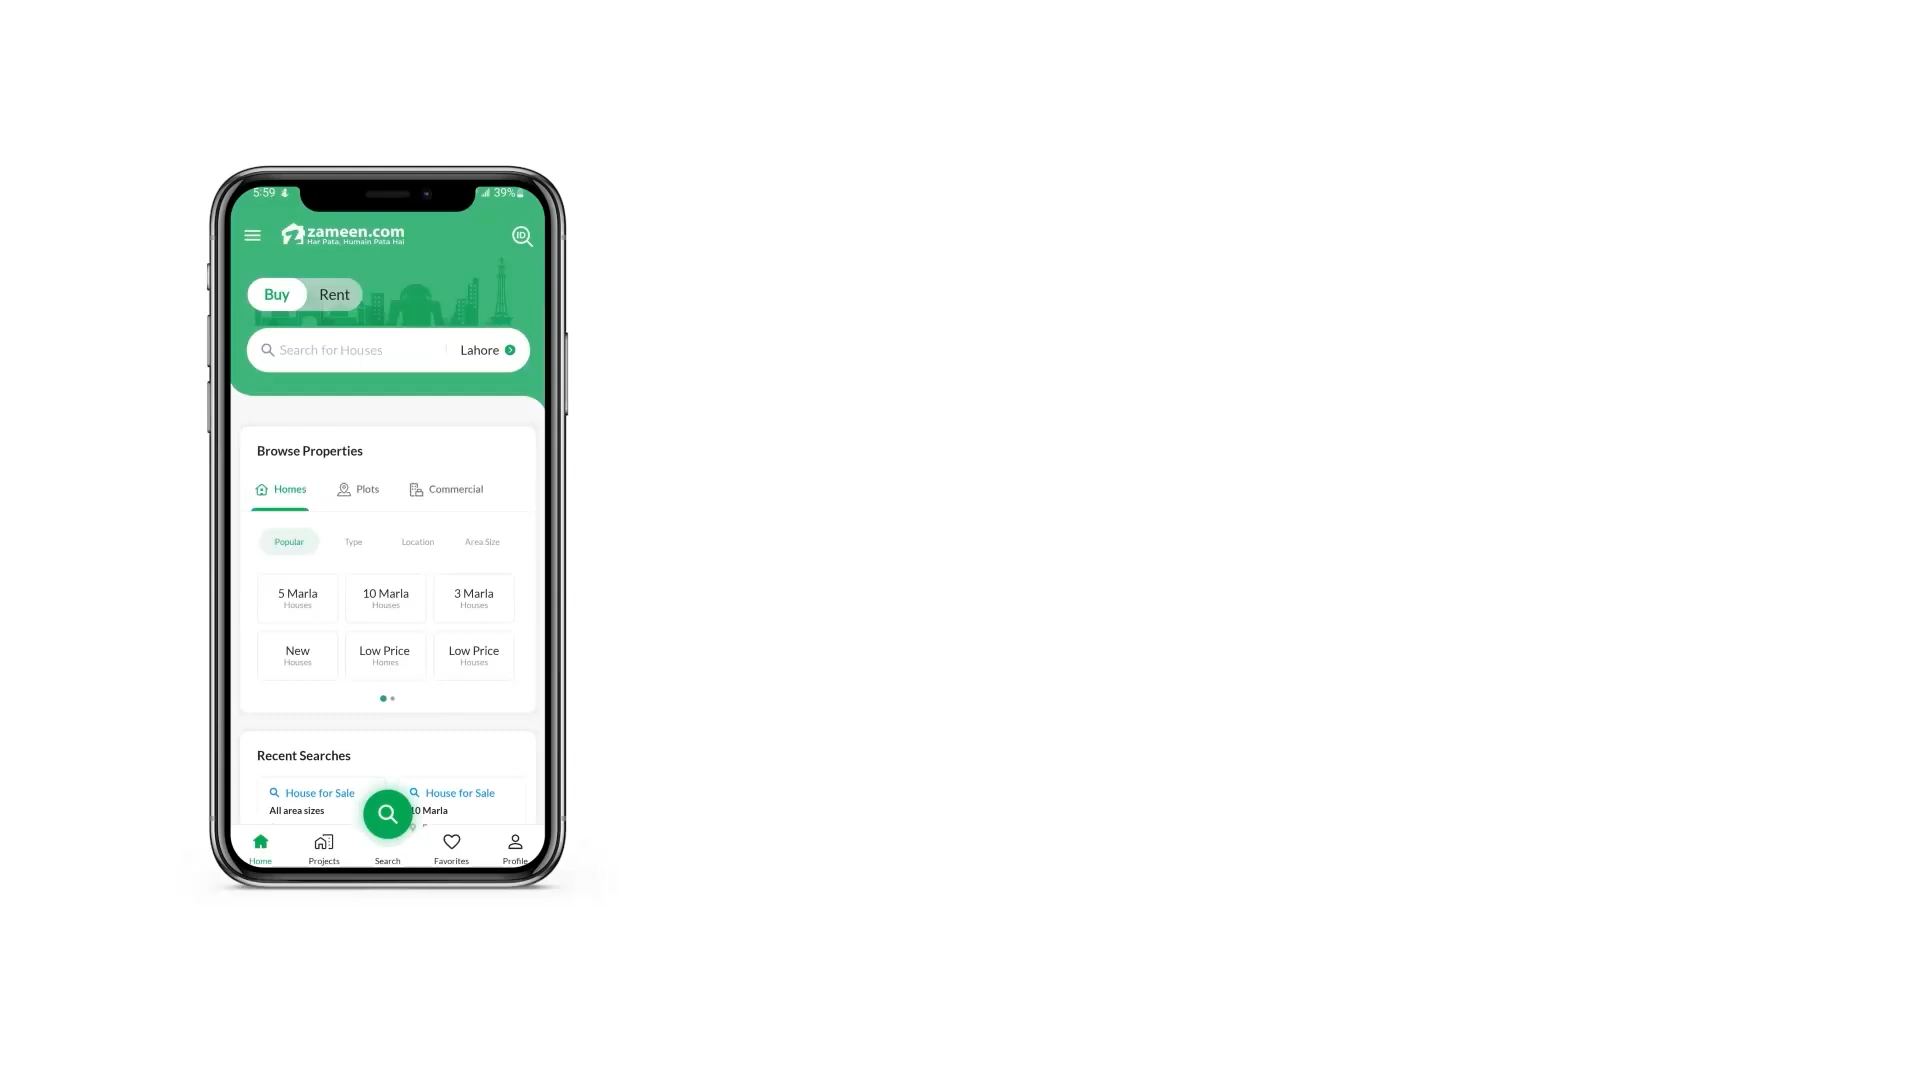 5:59 39%
zameen.com
Har Pata, Humain Pata Hai
ID
Buy Rent
Search for Houses Lahore
Browse Properties
Homes Plots Commercial
Popular Type Location Area Size
5 Marla 10 Marla 3 Marla
Houses Houses Houses
New Low Price Low Price
Houses Homes Houses
Recent Searches
House for Sale House for Sale
All area sizes 10 Marla
Home Projects Search Favorites Profile